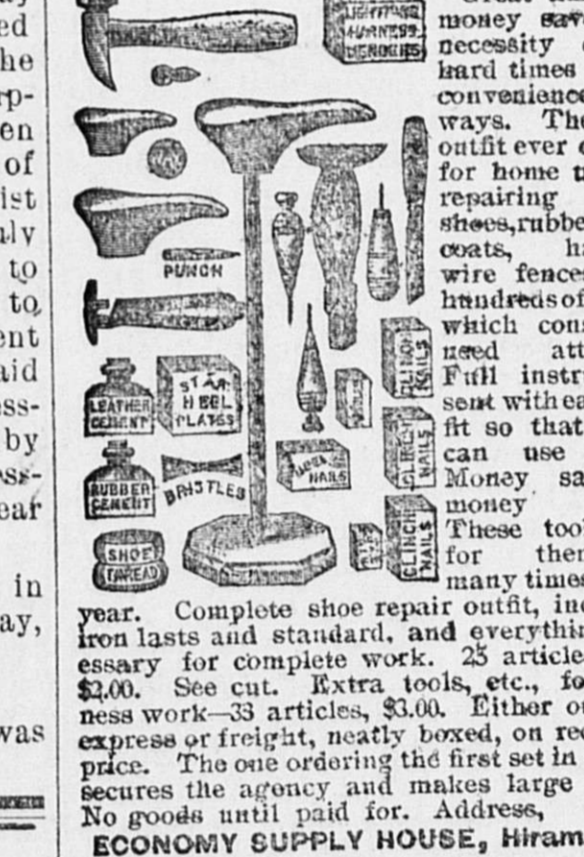 ed
he
rp-
en
of
ist
uly
to
to
ent
aid
ess-
by
ess-
ear
in
ay,
was
HARNESS
MENDERS
PUNCH
LEATHER
CEMENT
STAR
HEEL
PLATES
RUBBER
CEMENT
BRISTLES
SHOE
THREAD
NAILS
CLINCH
NAILS
CLINCH
NAILS
CLINCH
NAILS
money sav
necessity
hard times
convenience
ways. The
outfit ever
for home
repairing
shoes, rubbe
coats, ha
wire fence
hundreds of
which cons
need att
Full instr
sent with ea
fit so that
can use
Money sa
money
These too
for them
many times
year. Complete shoe repair outfit, in
iron lasts and standard, and everythin
essary for complete work. 25 article
$2.00. See cut. Extra tools, etc., fo
ness work—33 articles, $3.00. Either o
express or freight, neatly boxed, on re
price. The one ordering the first set in
secures the agency and makes large
No goods until paid for. Address,
ECONOMY SUPPLY HOUSE, Hiram